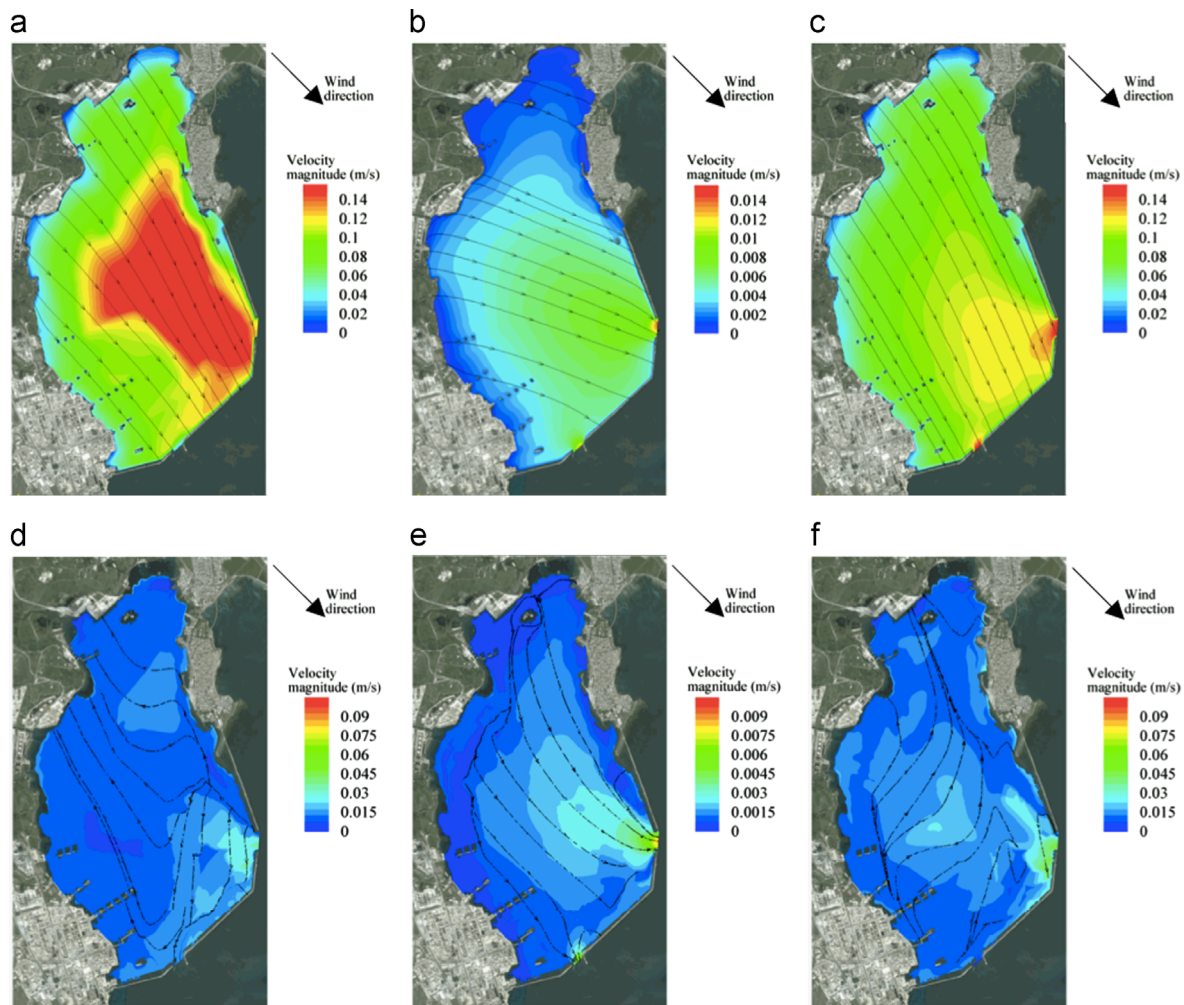 a
b
c
Wind
direction
Velocity
magnitude (m/s)
0.14
0.12
0.1
0.08
0.06
0.04
0.02
0
Wind
direction
Velocity
magnitude (m/s)
0.014
0.012
0.01
0.008
0.006
0.004
0.002
0
Wind
direction
Velocity
magnitude (m/s)
0.14
0.12
0.1
0.08
0.06
0.04
0.02
0
d
e
f
Wind
direction
Velocity
magnitude (m/s)
0.09
0.075
0.06
0.045
0.03
0.015
0
Wind
direction
Velocity
magnitude (m/s)
0.009
0.0075
0.006
0.0045
0.003
0.0015
0
Wind
direction
Velocity
magnitude (m/s)
0.09
0.075
0.06
0.045
0.03
0.015
0